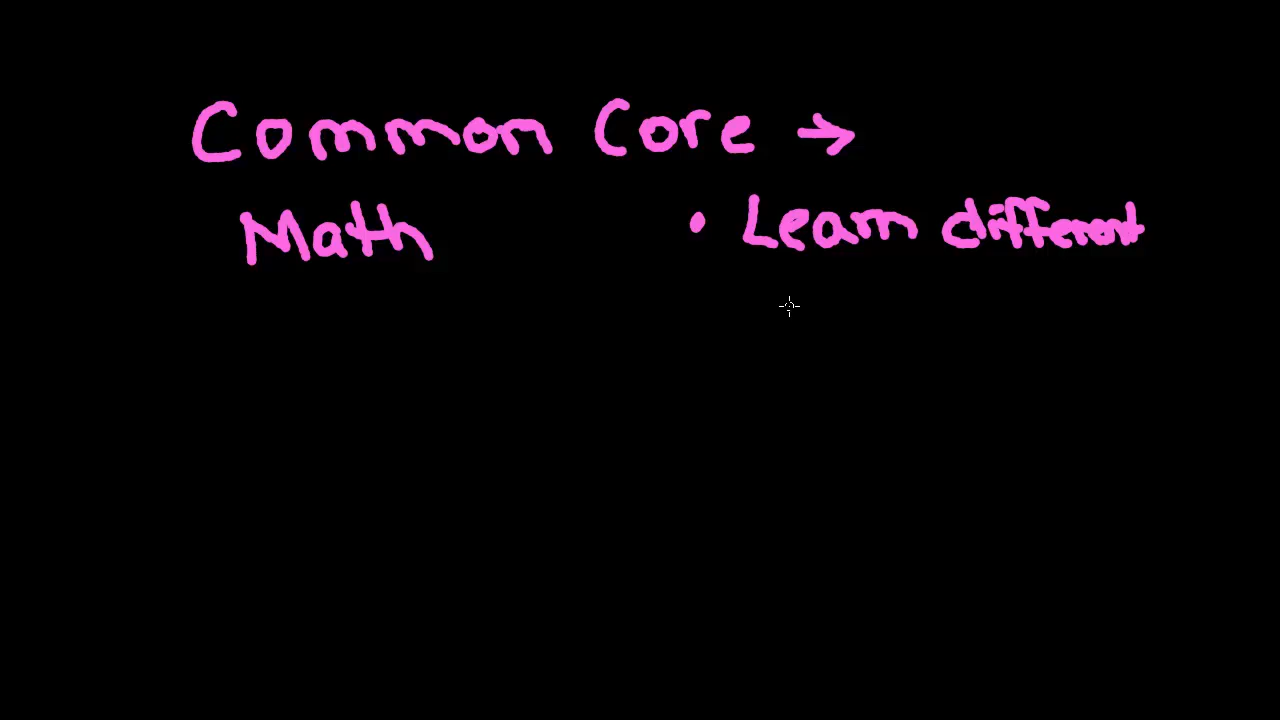 Common Core →
Math
• Learn different